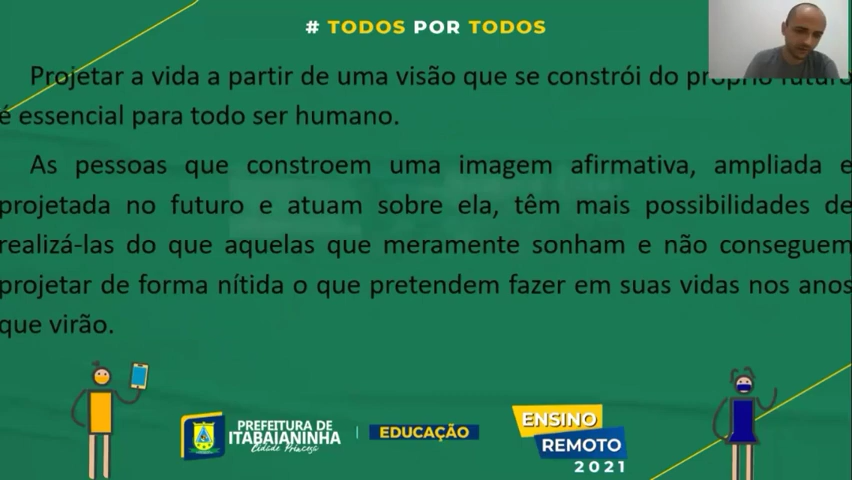 # TODOS POR TODOS
Projetar a vida a partir de uma visão que se constrói do próprio futuro
é essencial para todo ser humano.
As pessoas que constroem uma imagem afirmativa, ampliada e
projetada no futuro e atuam sobre ela, têm mais possibilidades de
realizá-las do que aquelas que meramente sonham e não conseguem
projetar de forma nítida o que pretendem fazer em suas vidas nos anos
que virão.
PREFEITURA DE
ITABAIANINHA
Cidade Princesa
EDUCAÇÃO
ENSINO
REMOTO
2021